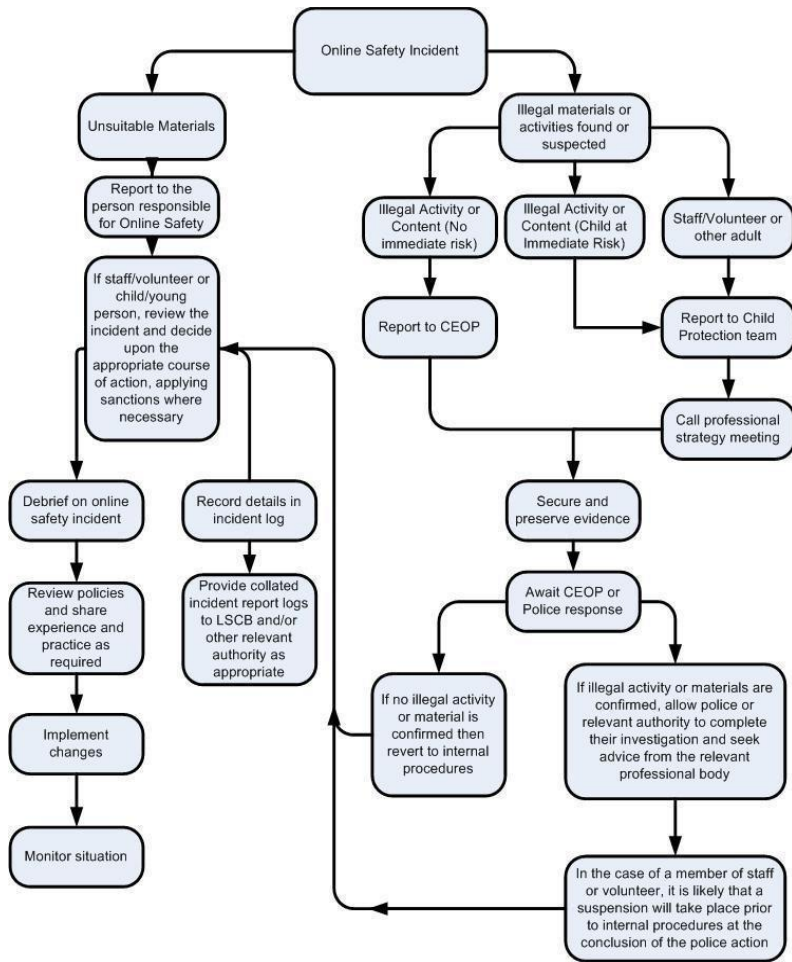 Online Safety Incident
Unsuitable Materials
Report to the
person responsible
for Online Safety
If staff/volunteer or
child/young
person, review the
incident and decide
upon the
appropriate course
of action, applying
sanctions where
necessary
Debrief on online
safety incident
Review policies
and share
experience and
practice as
required
Implement
changes
Monitor situation
Record details in
incident log
Provide collated
incident report logs
to LSCB and/or
other relevant
authority as
appropriate
Illegal materials or
activities found or
suspected
Illegal Activity or
Content (No
immediate risk)
Illegal Activity or
Content (Child at
Immediate Risk)
Staff/Volunteer or
other adult
Report to CEOP
Report to Child
Protection team
Call professional
strategy meeting
Secure and
preserve evidence
Await CEOP or
Police response
If no illegal activity
or material is
confirmed then
revert to internal
procedures
If illegal activity or materials are
confirmed, allow police or
relevant authority to complete
their investigation and seek
advice from the relevant
professional body
In the case of a member of staff
or volunteer, it is likely that a
suspension will take place prior
to internal procedures at the
conclusion of the police action